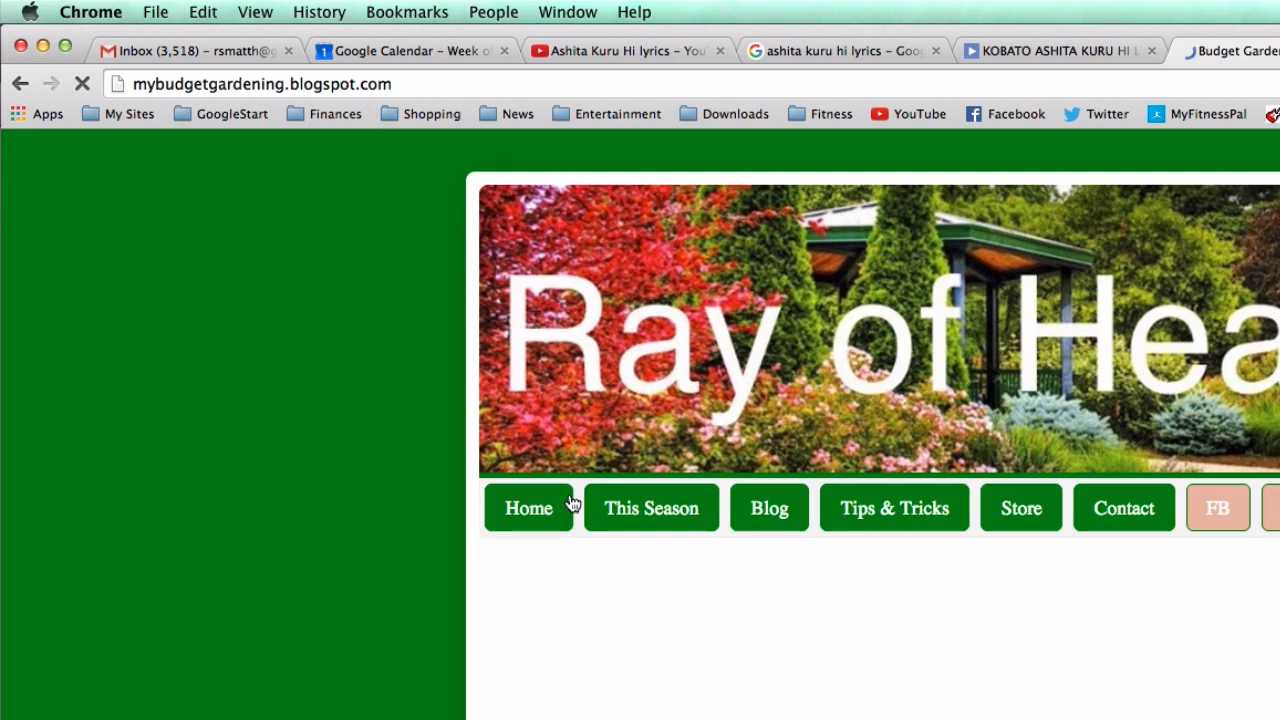 Chrome File Edit View History Bookmarks People Window Help
Inbox (3,518) – rsmatth@g Google Calendar – Week of Ashita Kuru Hi lyrics – You ashita kuru hi lyrics – Goo KOBATO ASHITA KURU HI L Budget Garde
mybudgetgardening.blogspot.com
Apps My Sites GoogleStart Finances Shopping News Entertainment Downloads Fitness YouTube Facebook Twitter MyFitnessPal
Ray of Hea
Home This Season Blog Tips & Tricks Store Contact FB